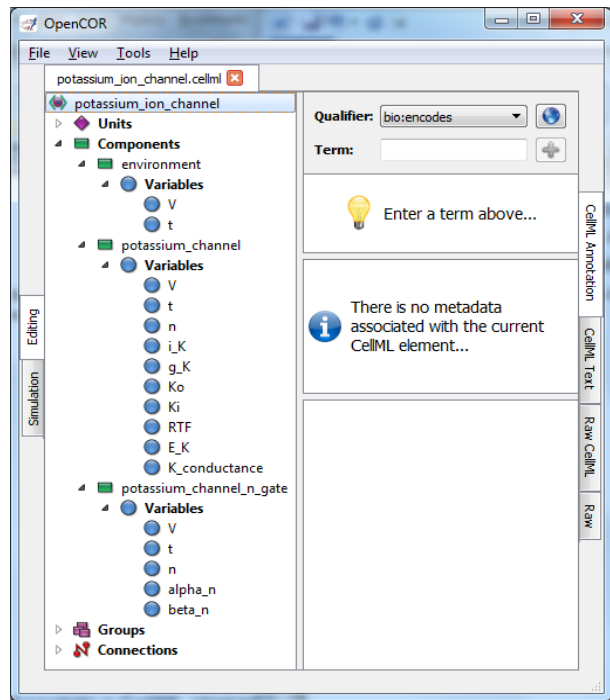 OpenCOR
File View Tools Help
potassium_ion_channel.cellml
potassium_ion_channel
Units
Components
environment
Variables
V
t
potassium_channel
Variables
V
t
n
i_K
g_K
Ko
Ki
RTF
E_K
K_conductance
potassium_channel_n_gate
Variables
V
t
n
alpha_n
beta_n
Groups
Connections
Qualifier: bio:encodes
Term:
Enter a term above...
There is no metadata
associated with the current
CellML element...
Editing
Simulation
CellML Annotation
CellML Text
Raw CellML
Raw